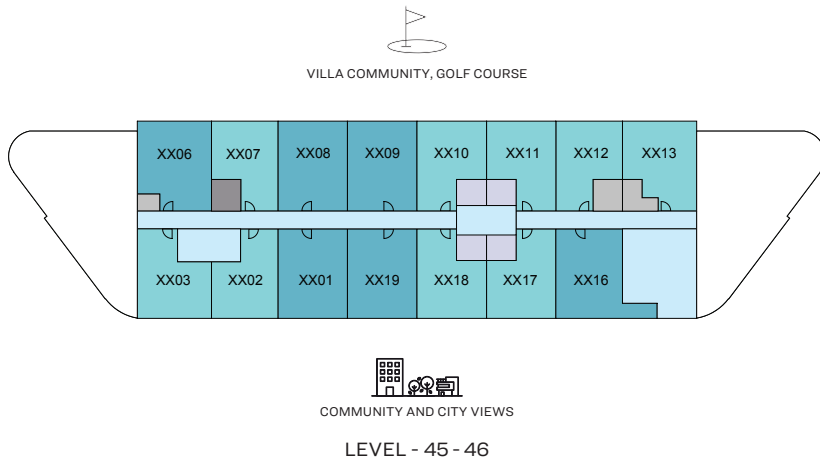 VILLA COMMUNITY, GOLF COURSE
XX06 XX07 XX08 XX09 XX10 XX11 XX12 XX13
XX03 XX02 XX01 XX19 XX18 XX17 XX16
COMMUNITY AND CITY VIEWS
LEVEL - 45 - 46